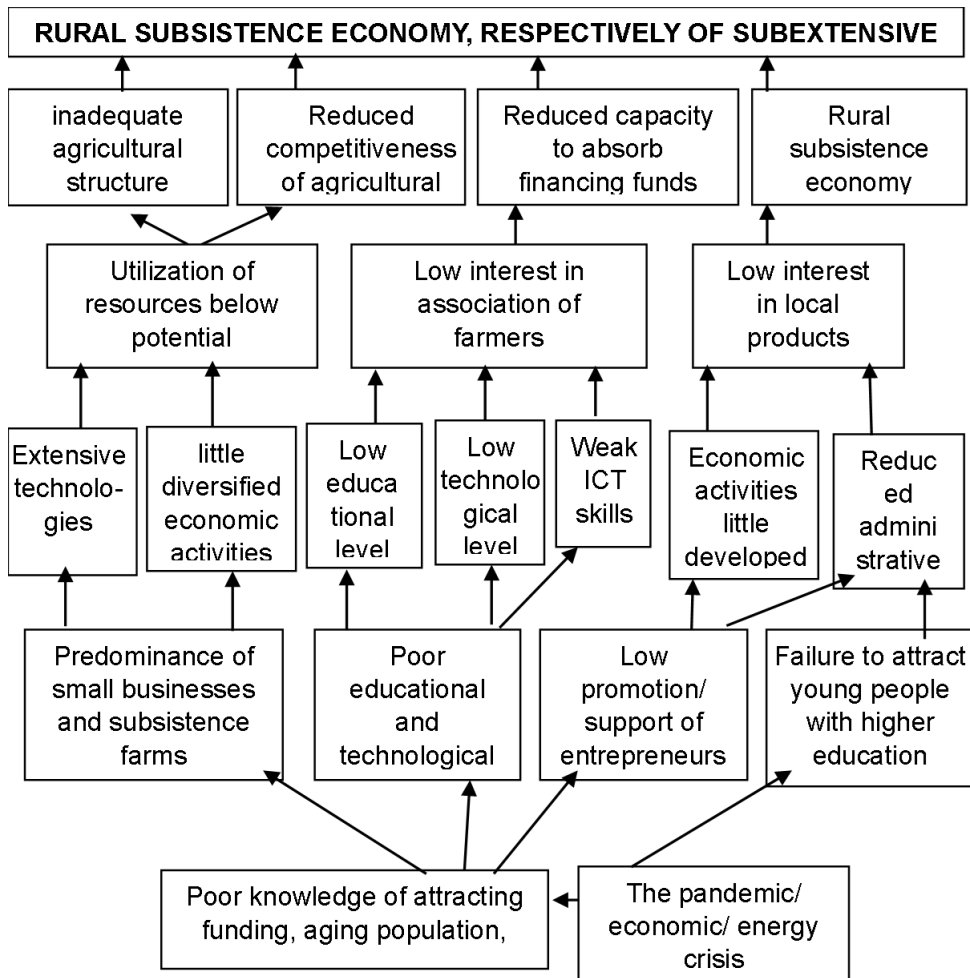 RURAL SUBSISTENCE ECONOMY, RESPECTIVELY OF SUBEXTENSIVE
inadequate
agricultural
structure
Reduced
competitiveness
of agricultural
Reduced capacity
to absorb
financing funds
Rural
subsistence
economy
Utilization of
resources below
potential
Low interest in
association of
farmers
Low interest
in local
products
Extensive
technolo-
gies
little
diversified
economic
activities
Low
educa
tional
level
Low
technolo
gical level
Weak
ICT
skills
Economic
activities
little
developed
Reduc
ed
admini
strative
Predominance of
small businesses
and subsistence
farms
Poor
educational
and
technological
Low
promotion/
support of
entrepreneurs
Failure to attract
young people
with higher
education
Poor knowledge of attracting
funding, aging population,
The pandemic/
economic/ energy
crisis